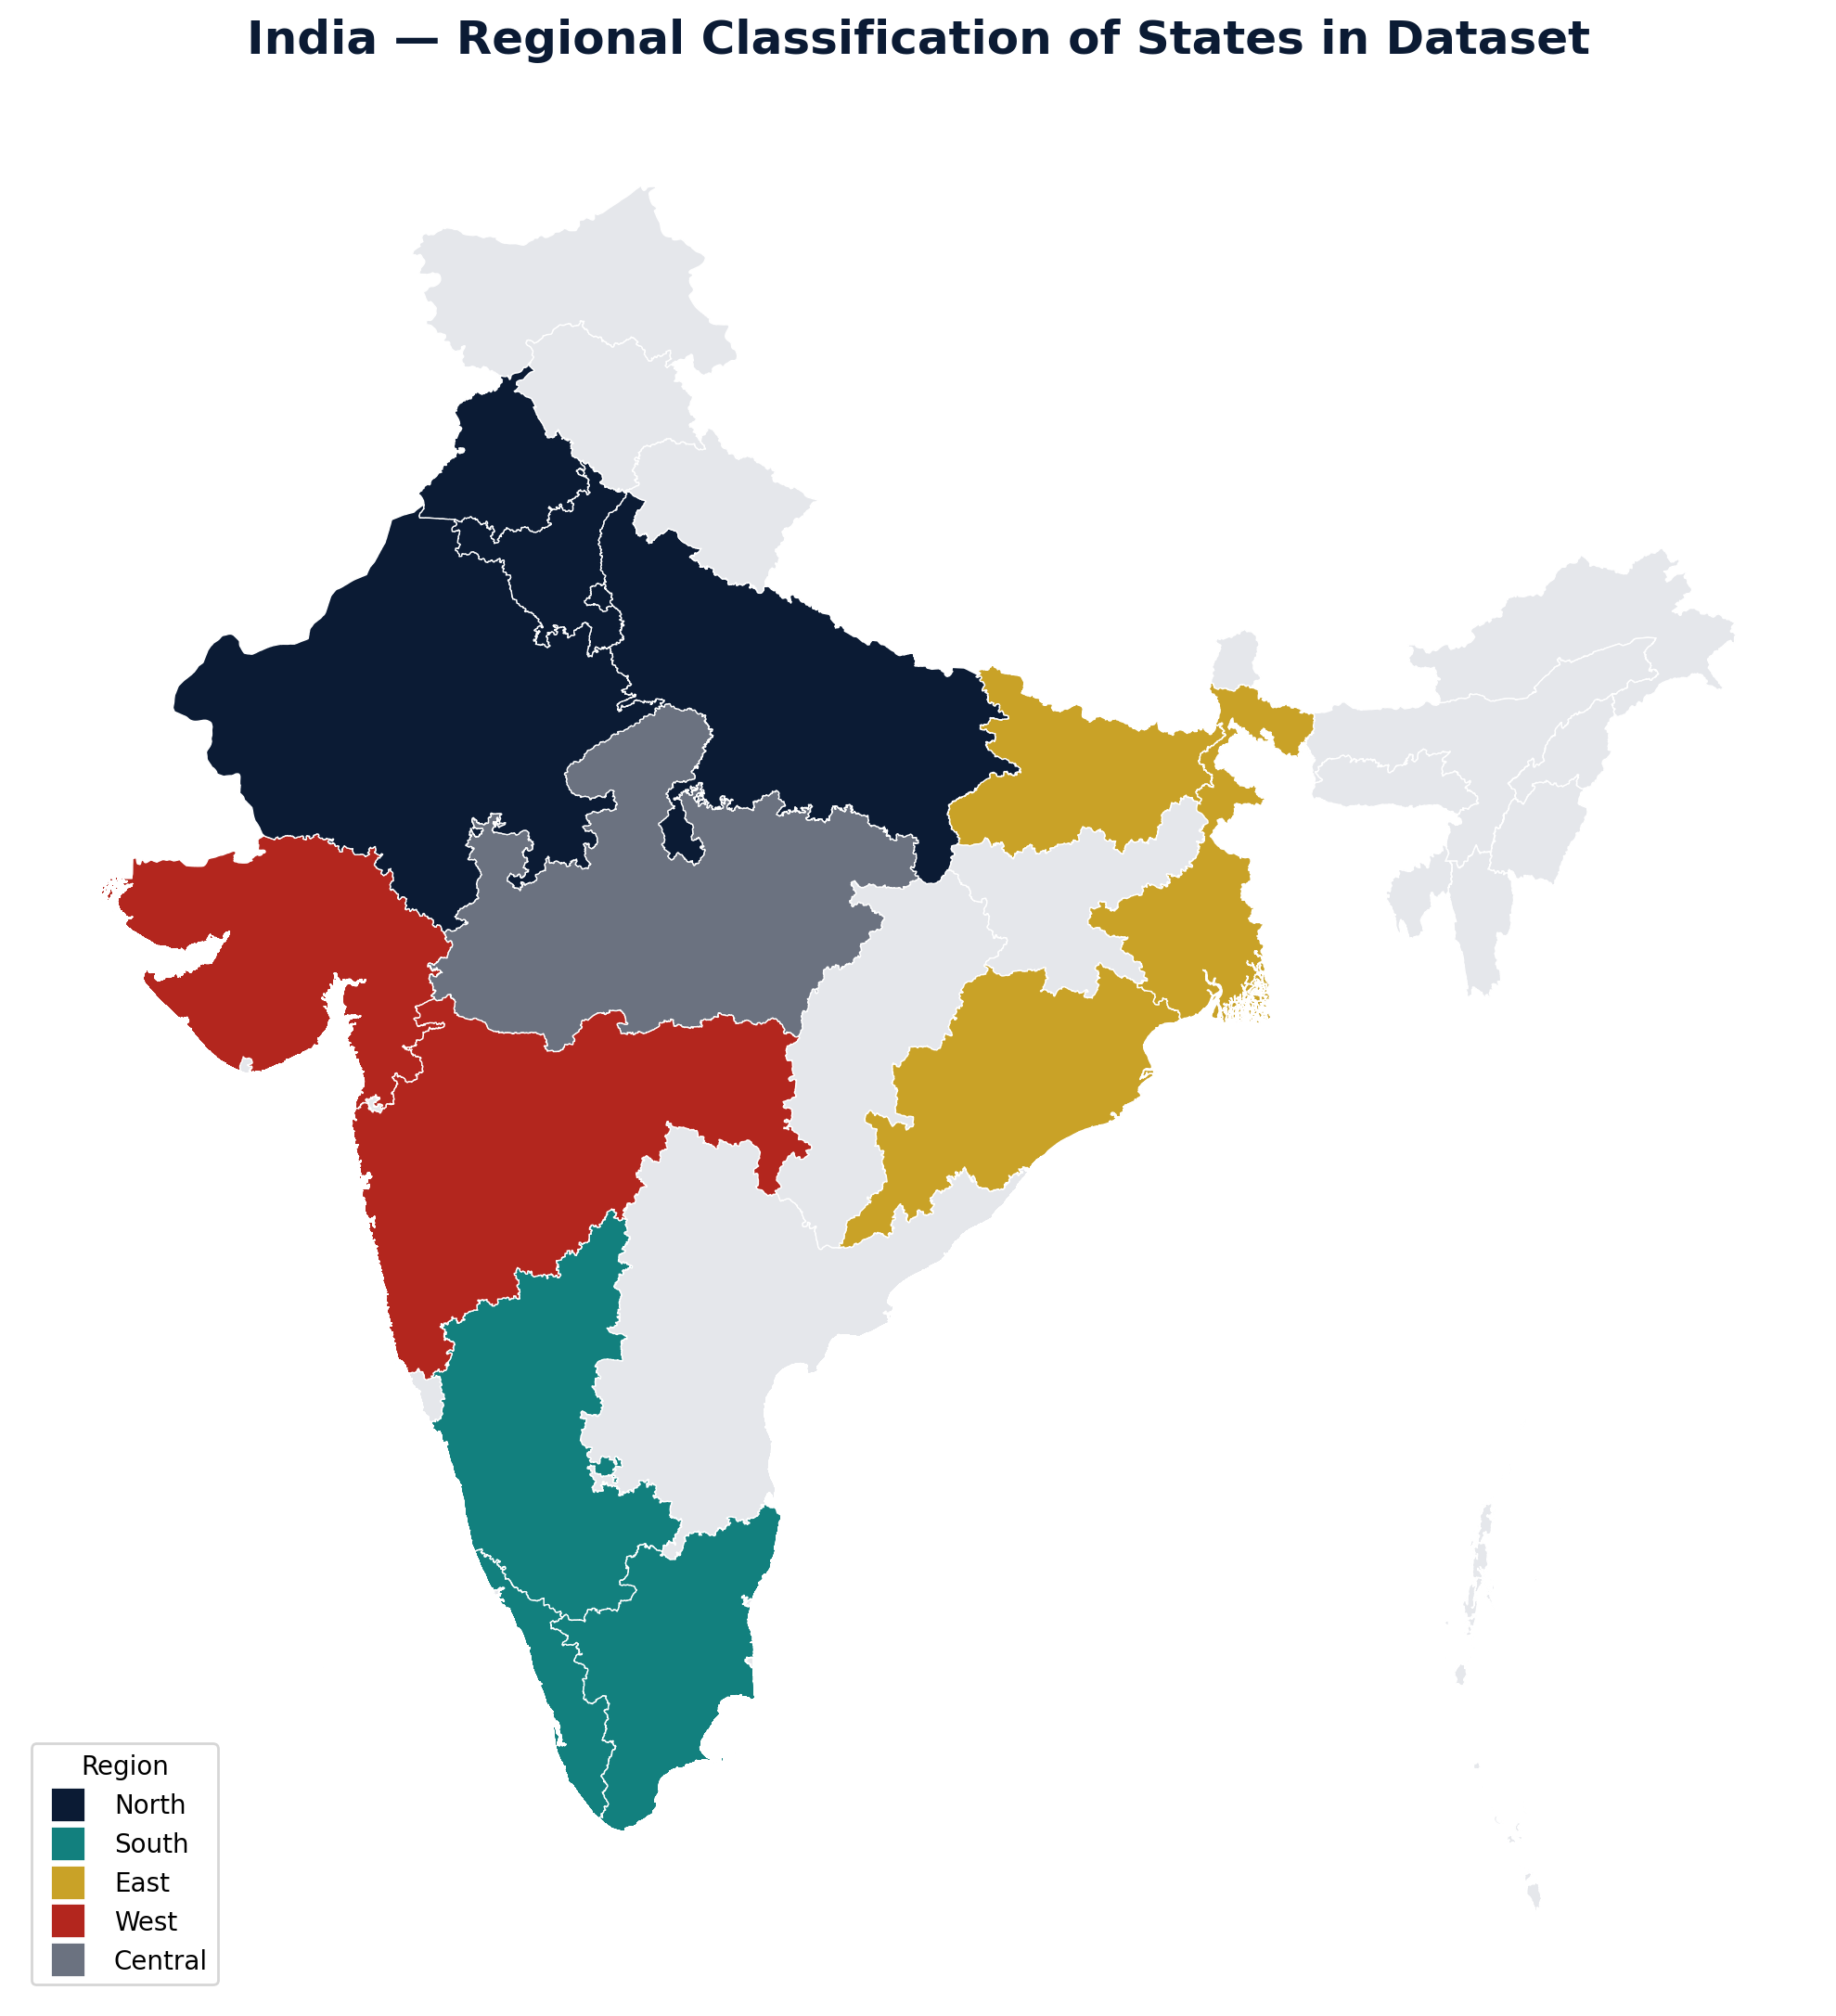 India — Regional Classification of States in Dataset
Region
North
South
East
West
Central